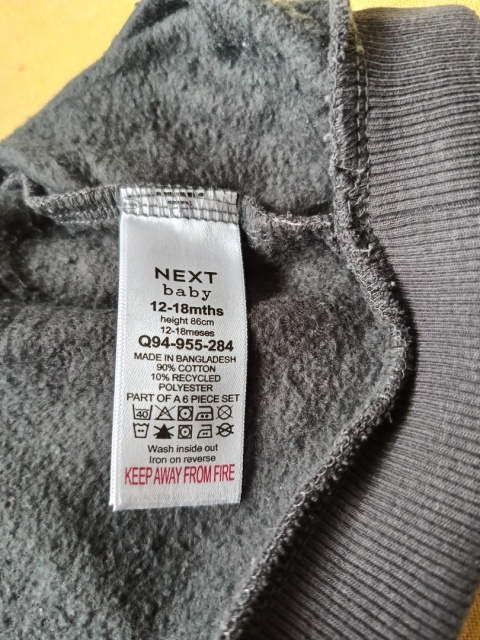 NEXT
baby
12-18mths
height 86cm
12-18meses
Q94-955-284
MADE IN BANGLADESH
90% COTTON
10% RECYCLED
POLYESTER
PART OF A 6 PIECE SET
40
Wash inside out
Iron on reverse
KEEP AWAY FROM FIRE